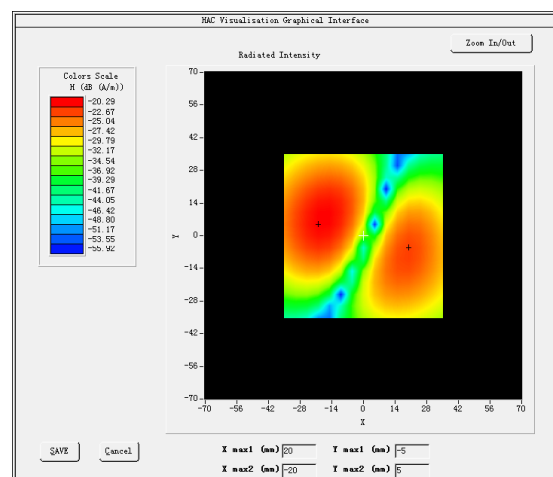 HAC Visualisation Graphical Interface
Zoom In/Out
Radiated Intensity
Colors Scale
H (dB (A/m))
-20.29
-22.67
-25.04
-27.42
-29.79
-32.17
-34.54
-36.92
-39.29
-41.67
-44.05
-46.42
-48.80
-51.17
-53.55
-55.92
70
56
42
28
14
0
-14
-28
-42
-56
-70
Y
-70 -56 -42 -28 -14 0 14 28 42 56 70
X
SAVE Cancel
X max1 (mm) 20 Y max1 (mm) -5
X max2 (mm) -20 Y max2 (mm) 5